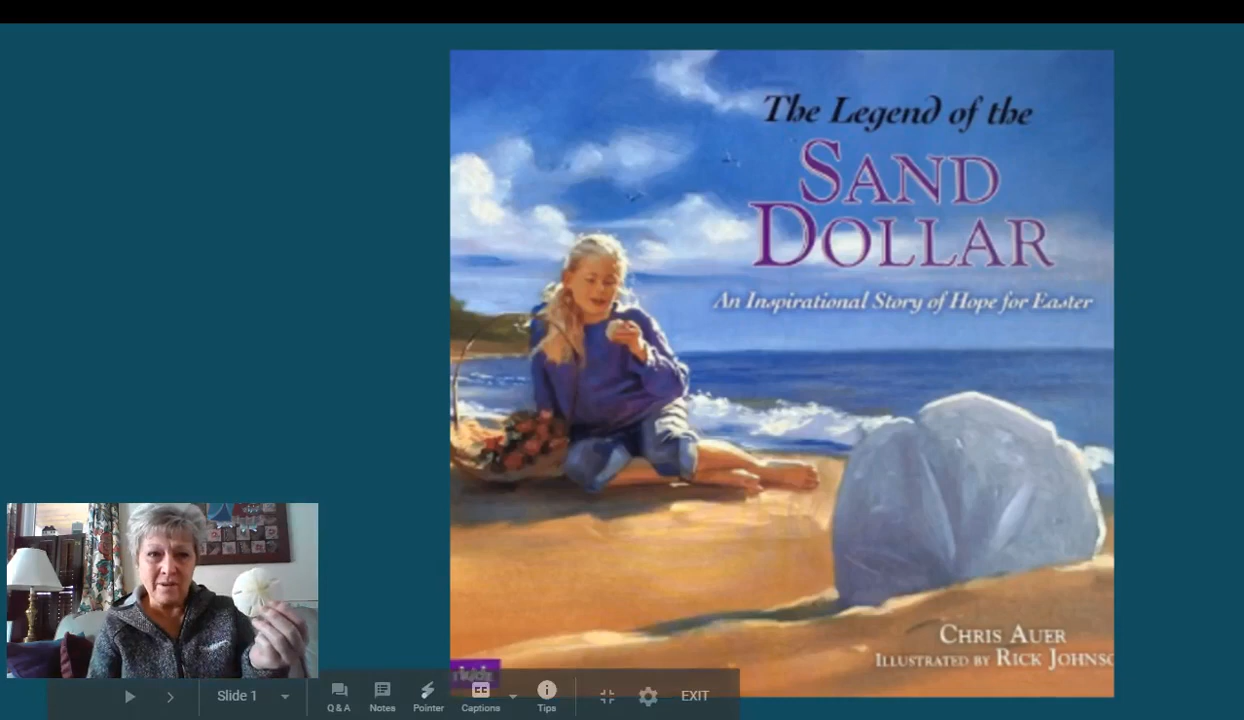 The Legend of the
SAND
DOLLAR
An Inspirational Story of Hope for Easter
CHRIS AUER
ILLUSTRATED BY RICK JOHNSO
Slide 1
Q & A
Notes
Pointer
CC
Captions
Tips
EXIT